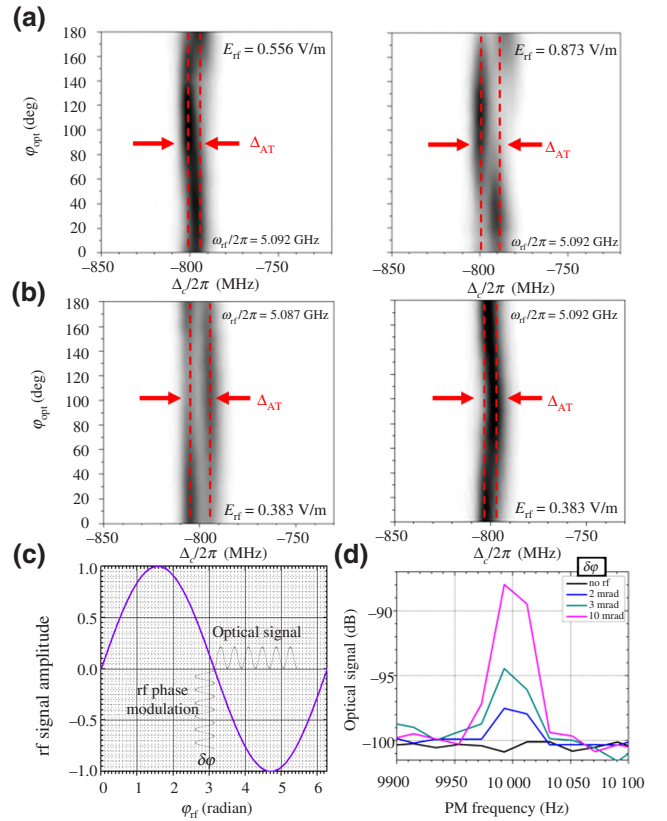 (a)
180
160
140
120
100
80
60
40
20
0
φopt (deg)
Erf = 0.556 V/m
ΔAT
ωrf/2π = 5.092 GHz
−850 −800 −750
Δc/2π (MHz)
Erf = 0.873 V/m
ΔAT
ωrf/2π = 5.092 GHz
−850 −800 −750
Δc/2π (MHz)
(b)
180
160
140
120
100
80
60
40
20
0
φopt (deg)
ωrf/2π = 5.087 GHz
ΔAT
Erf = 0.383 V/m
−850 −800 −750
Δc/2π (MHz)
ωrf/2π = 5.092 GHz
ΔAT
Erf = 0.383 V/m
−850 −800 −750
Δc/2π (MHz)
(c)
1.0
0.5
0.0
−0.5
−1.0
rf signal amplitude
Optical signal
rf phase
modulation
δφ
0 1 2 3 4 5 6
φrf (radian)
(d)
δφ
no rf
2 mrad
3 mrad
10 mrad
−90
−95
−100
Optical signal (dB)
9900 9950 10 000 10 050 10 100
PM frequency (Hz)